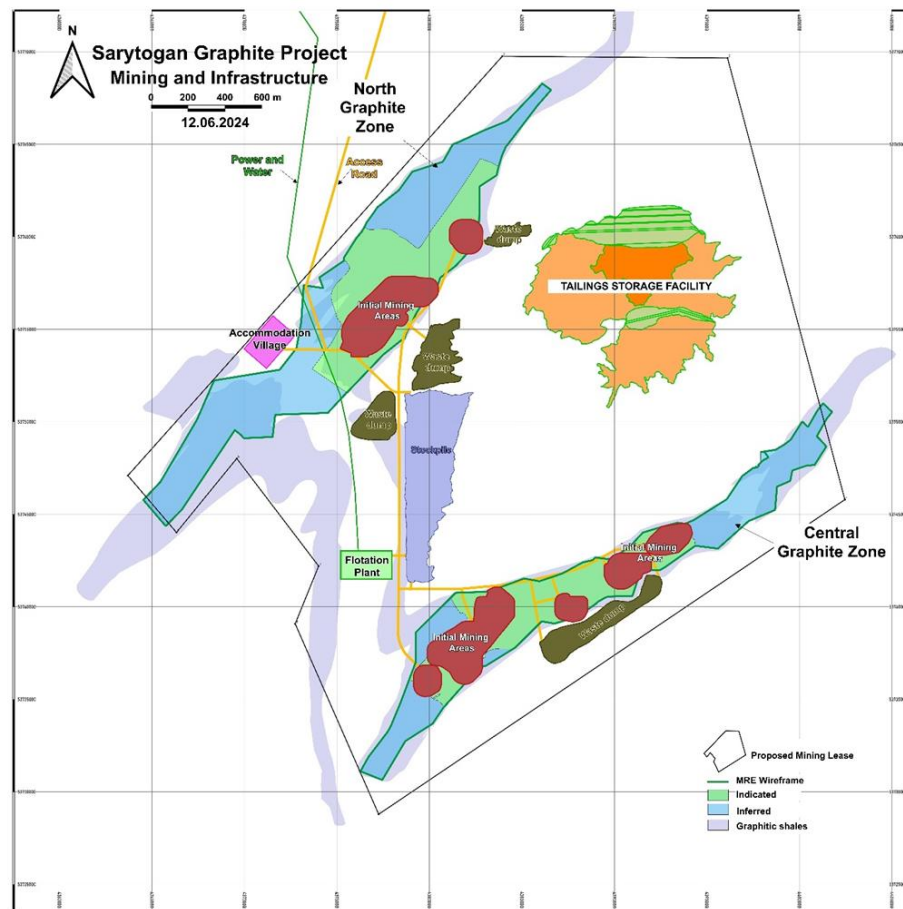 N
Sarytogan Graphite Project
Mining and Infrastructure
0 200 400 600 m
12.06.2024
North
Graphite
Zone
Power and
Water
Access
Road
Waste
dump
TAILINGS STORAGE FACILITY
Initial Mining
Areas
Accommodation
Village
Waste
dump
Waste
dump
Stockpile
Initial Mining
Areas
Central
Graphite Zone
Flotation
Plant
Waste dump
Initial Mining
Areas
Proposed Mining Lease
MRE Wireframe
Indicated
Inferred
Graphitic shales